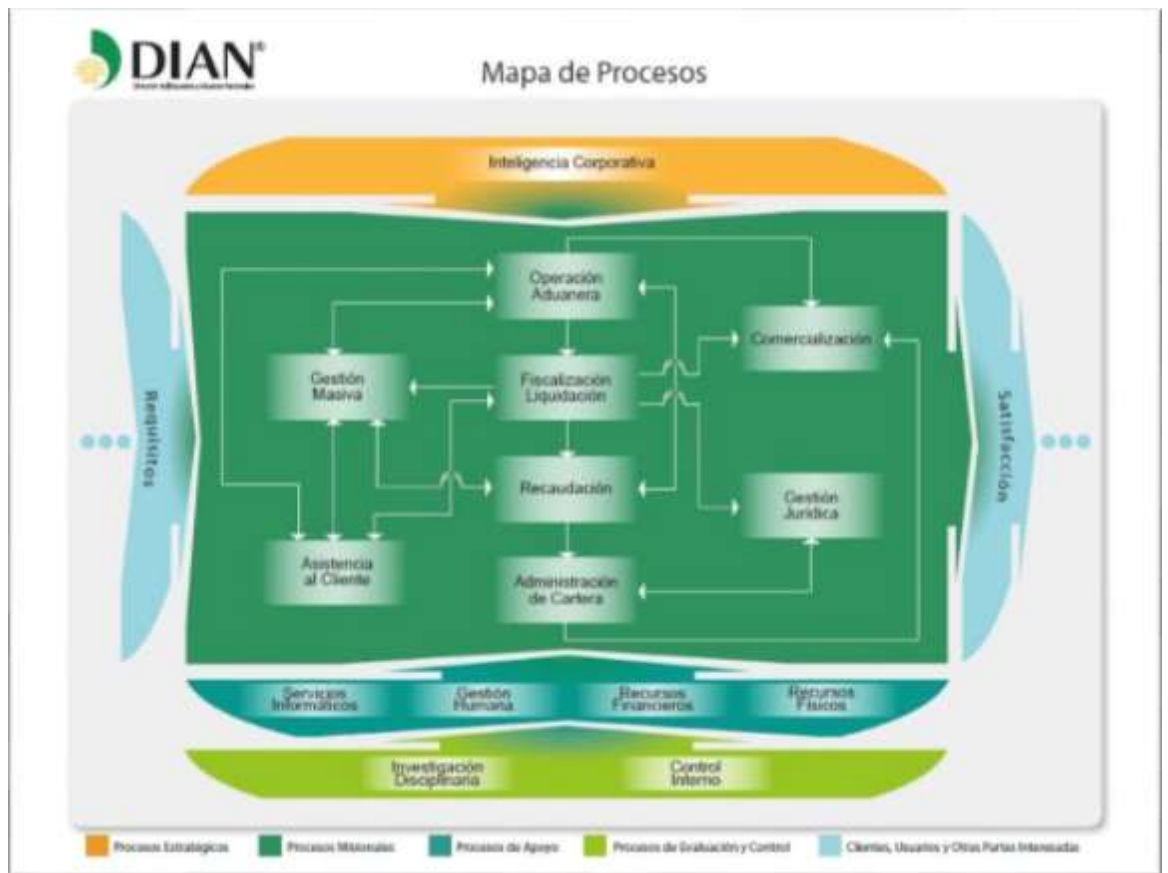 DIAN®
Mapa de Procesos
Inteligencia Corporativa
Requisitos
Operación
Aduanera
Comercialización
Gestión
Masiva
Fiscalización
Liquidación
Recaudación
Gestión
Jurídica
Asistencia
al Cliente
Administración
de Cartera
Satisfacción
Servicios
Informáticos
Gestión
Humana
Recursos
Financieros
Recursos
Físicos
Investigación
Disciplinaria
Control
Interno
Procesos Estratégicos
Procesos Misionales
Procesos de Apoyo
Procesos de Evaluación y Control
Clientes, Usuarios y Otras Partes Interesadas